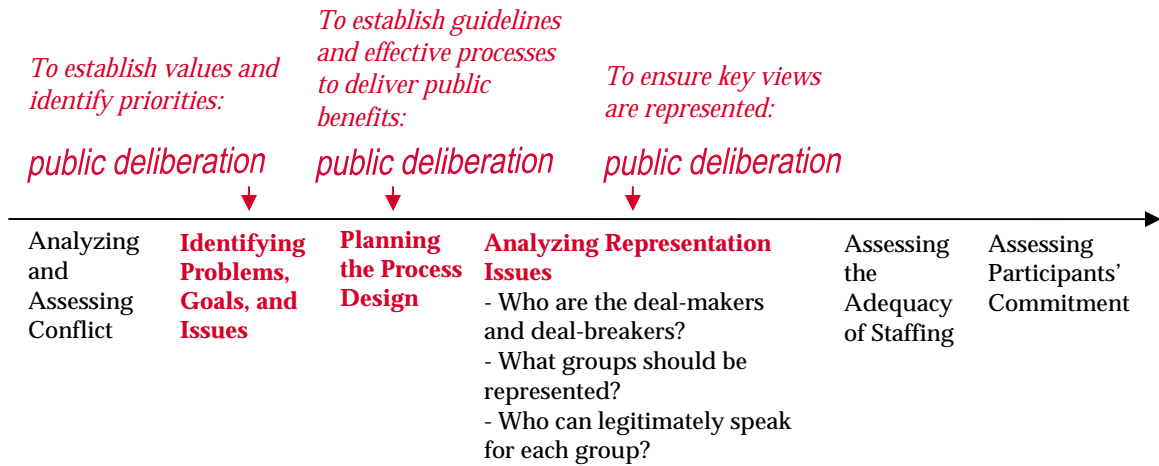 To establish values and
identify priorities:
public deliberation
To establish guidelines
and effective processes
to deliver public
benefits:
public deliberation
To ensure key views
are represented:
public deliberation
Analyzing
and
Assessing
Conflict
Identifying
Problems,
Goals, and
Issues
Planning
the Process
Design
Analyzing Representation
Issues
- Who are the deal-makers
and deal-breakers?
- What groups should be
represented?
- Who can legitimately speak
for each group?
Assessing
the
Adequacy
of Staffing
Assessing
Participants’
Commitment